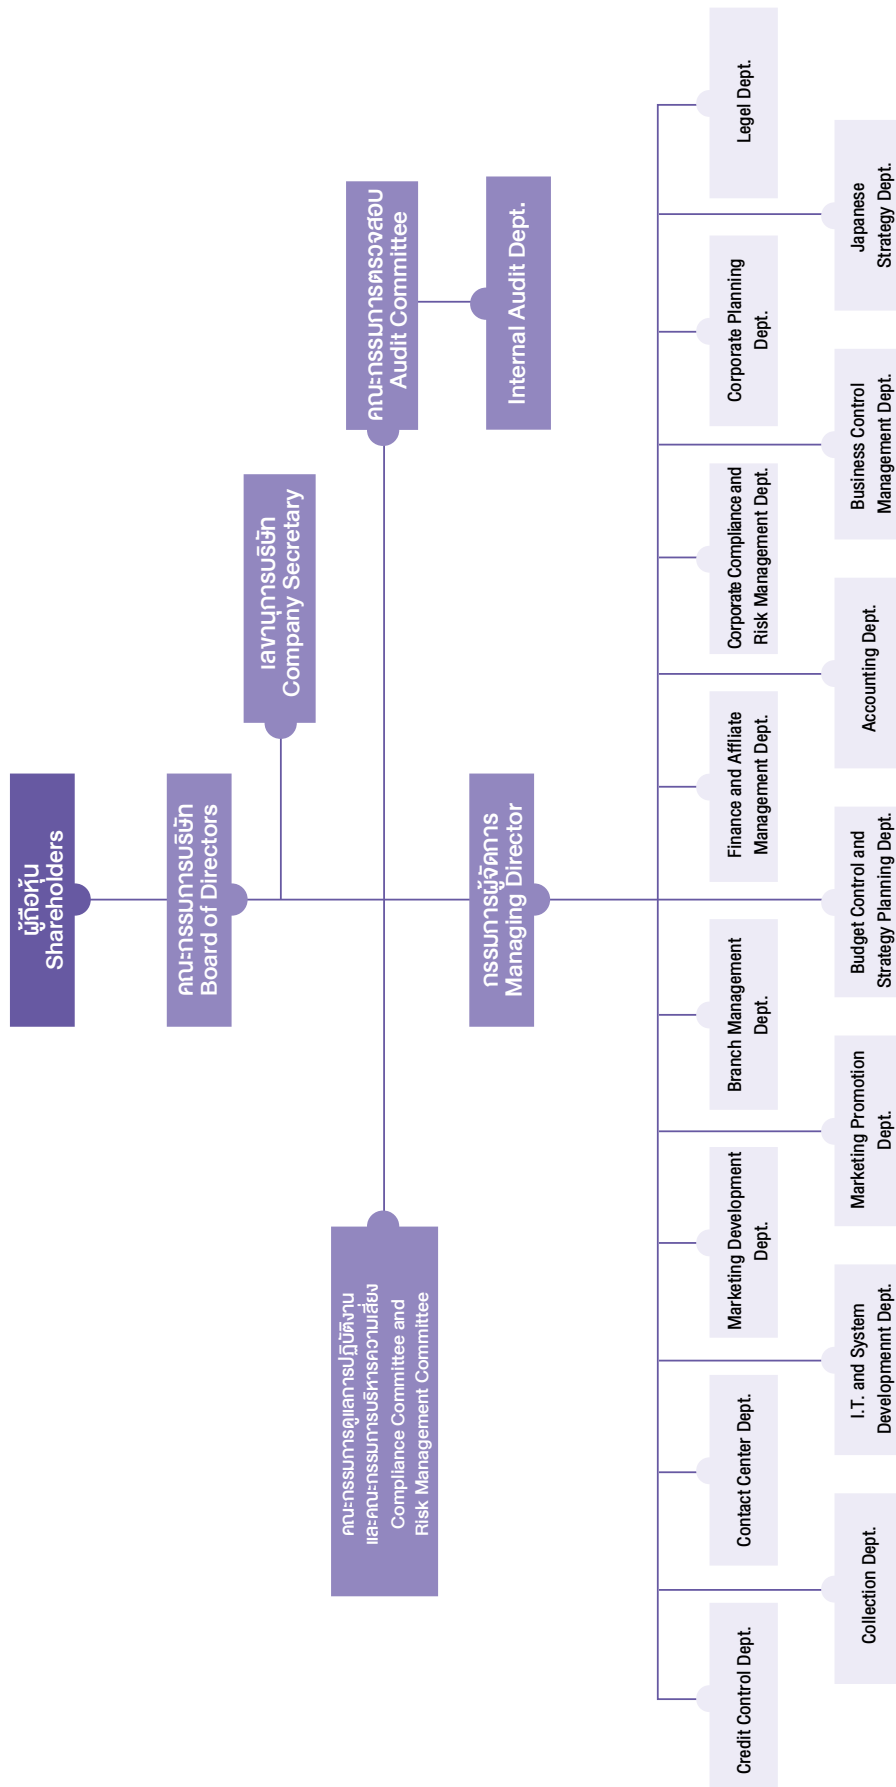 ผู้ถือหุ้น
Shareholders
คณะกรรมการบริษัท
Board of Directors
เลขานุการบริษัท
Company Secretary
คณะกรรมการดูแลการปฏิบัติงาน
และคณะกรรมการบริหารความเสี่ยง
Compliance Committee and
Risk Management Committee
คณะกรรมการตรวจสอบ
Audit Committee
กรรมการผู้จัดการ
Managing Director
Internal Audit Dept.
Credit Control Dept.
Contact Center Dept.
Marketing Development
Dept.
Branch Management
Dept.
Finance and Affliate
Management Dept.
Corporate Compliance and
Risk Management Dept.
Corporate Planning
Dept.
Legel Dept.
Collection Dept.
I.T. and System
Developmennt Dept.
Marketing Promotion
Dept.
Budget Control and
Strategy Planning Dept.
Accounting Dept.
Business Control
Management Dept.
Japanese
Strategy Dept.